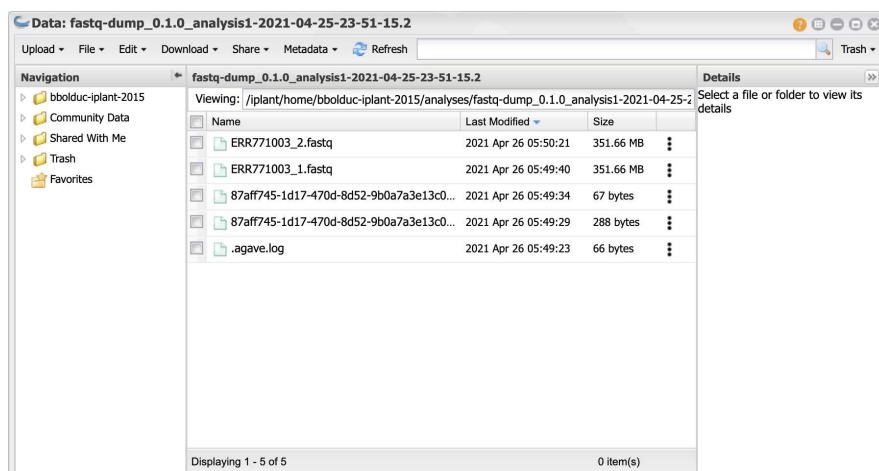 Data: fastq-dump_0.1.0_analysis1-2021-04-25-23-51-15.2
Upload File Edit Download Share Metadata Refresh Trash
Navigation
bbolduc-iplant-2015
Community Data
Shared With Me
Trash
Favorites
fastq-dump_0.1.0_analysis1-2021-04-25-23-51-15.2
Viewing: /iplant/home/bbolduc-iplant-2015/analyses/fastq-dump_0.1.0_analysis1-2021-04-25-2
Name Last Modified Size
ERR771003_2.fastq 2021 Apr 26 05:50:21 351.66 MB
ERR771003_1.fastq 2021 Apr 26 05:49:40 351.66 MB
87aff745-1d17-470d-8d52-9b0a7a3e13c0... 2021 Apr 26 05:49:34 67 bytes
87aff745-1d17-470d-8d52-9b0a7a3e13c0... 2021 Apr 26 05:49:29 288 bytes
.agave.log 2021 Apr 26 05:49:23 66 bytes
Displaying 1 - 5 of 5 0 item(s)
Details
Select a file or folder to view its
details